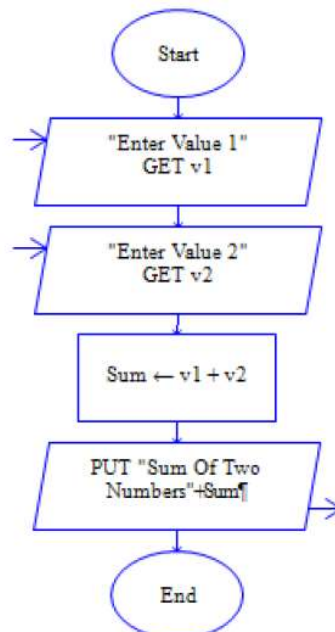 Start
"Enter Value 1"
GET v1
"Enter Value 2"
GET v2
Sum ← v1 + v2
PUT "Sum Of Two
Numbers"+Sum¶
End